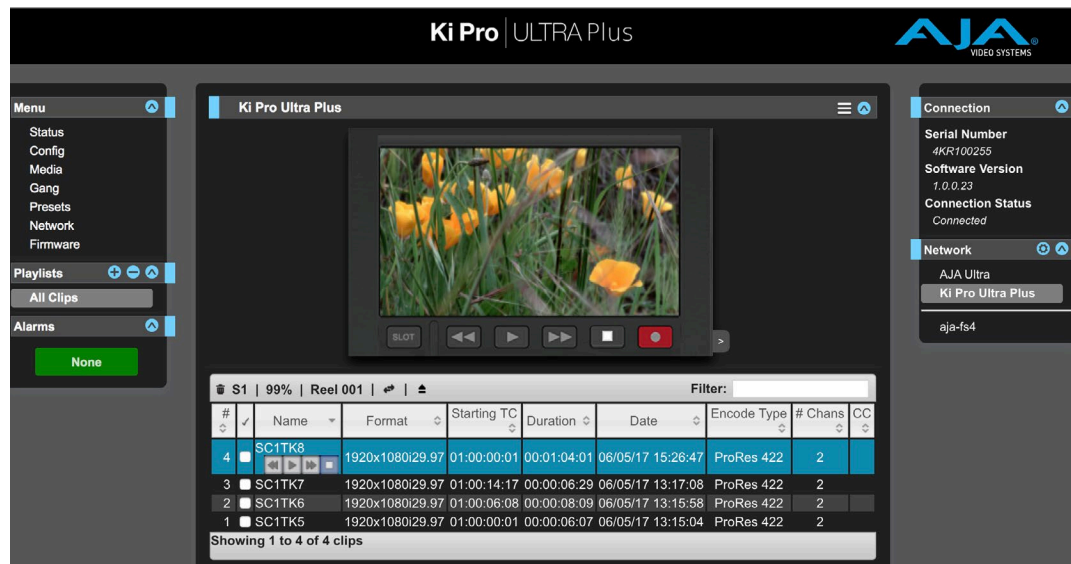 Ki Pro | ULTRA Plus
AJA®
VIDEO SYSTEMS
Menu
Status
Config
Media
Gang
Presets
Network
Firmware
Playlists
All Clips
Alarms
None
Ki Pro Ultra Plus
SLOT
>
S1 | 99% | Reel 001 | |
Filter:
# ✓ Name Format Starting TC Duration Date Encode Type # Chans CC
4 SC1TK8 1920x1080i29.97 01:00:00:01 00:01:04:01 06/05/17 15:26:47 ProRes 422 2
3 SC1TK7 1920x1080i29.97 01:00:14:17 00:00:06:29 06/05/17 13:17:08 ProRes 422 2
2 SC1TK6 1920x1080i29.97 01:00:06:08 00:00:08:09 06/05/17 13:15:58 ProRes 422 2
1 SC1TK5 1920x1080i29.97 01:00:00:01 00:00:06:07 06/05/17 13:15:04 ProRes 422 2
Showing 1 to 4 of 4 clips
Connection
Serial Number
4KR100255
Software Version
1.0.0.23
Connection Status
Connected
Network
AJA Ultra
Ki Pro Ultra Plus
aja-fs4